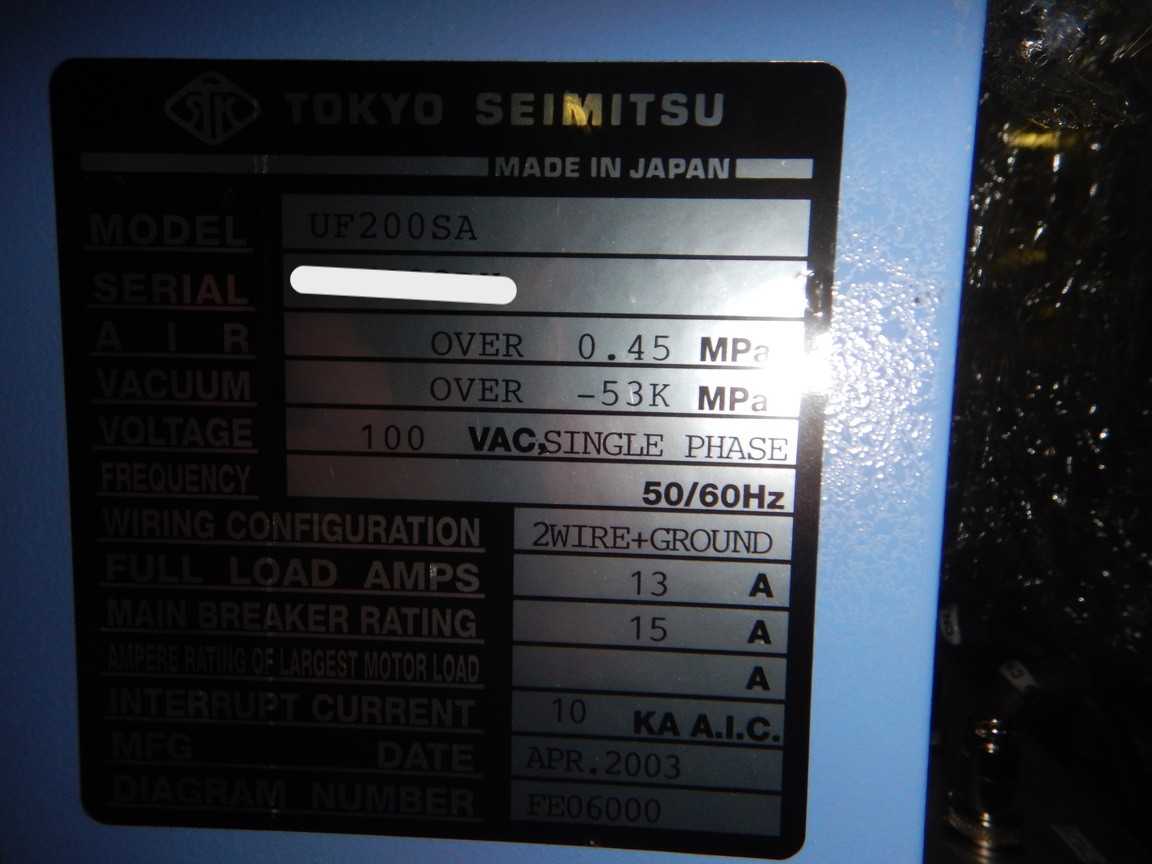 STK TOKYO SEIMITSU
MADE IN JAPAN
MODEL UF200SA
SERIAL
AIR OVER 0.45 MPa
VACUUM OVER -53K MPa
VOLTAGE 100 VAC,SINGLE PHASE
FREQUENCY 50/60Hz
WIRING CONFIGURATION 2WIRE+GROUND
FULL LOAD AMPS 13 A
MAIN BREAKER RATING 15 A
AMPERE RATING OF LARGEST MOTOR LOAD A
INTERRUPT CURRENT 10 KA A.I.C.
MFG DATE APR.2003
DIAGRAM NUMBER FE06000